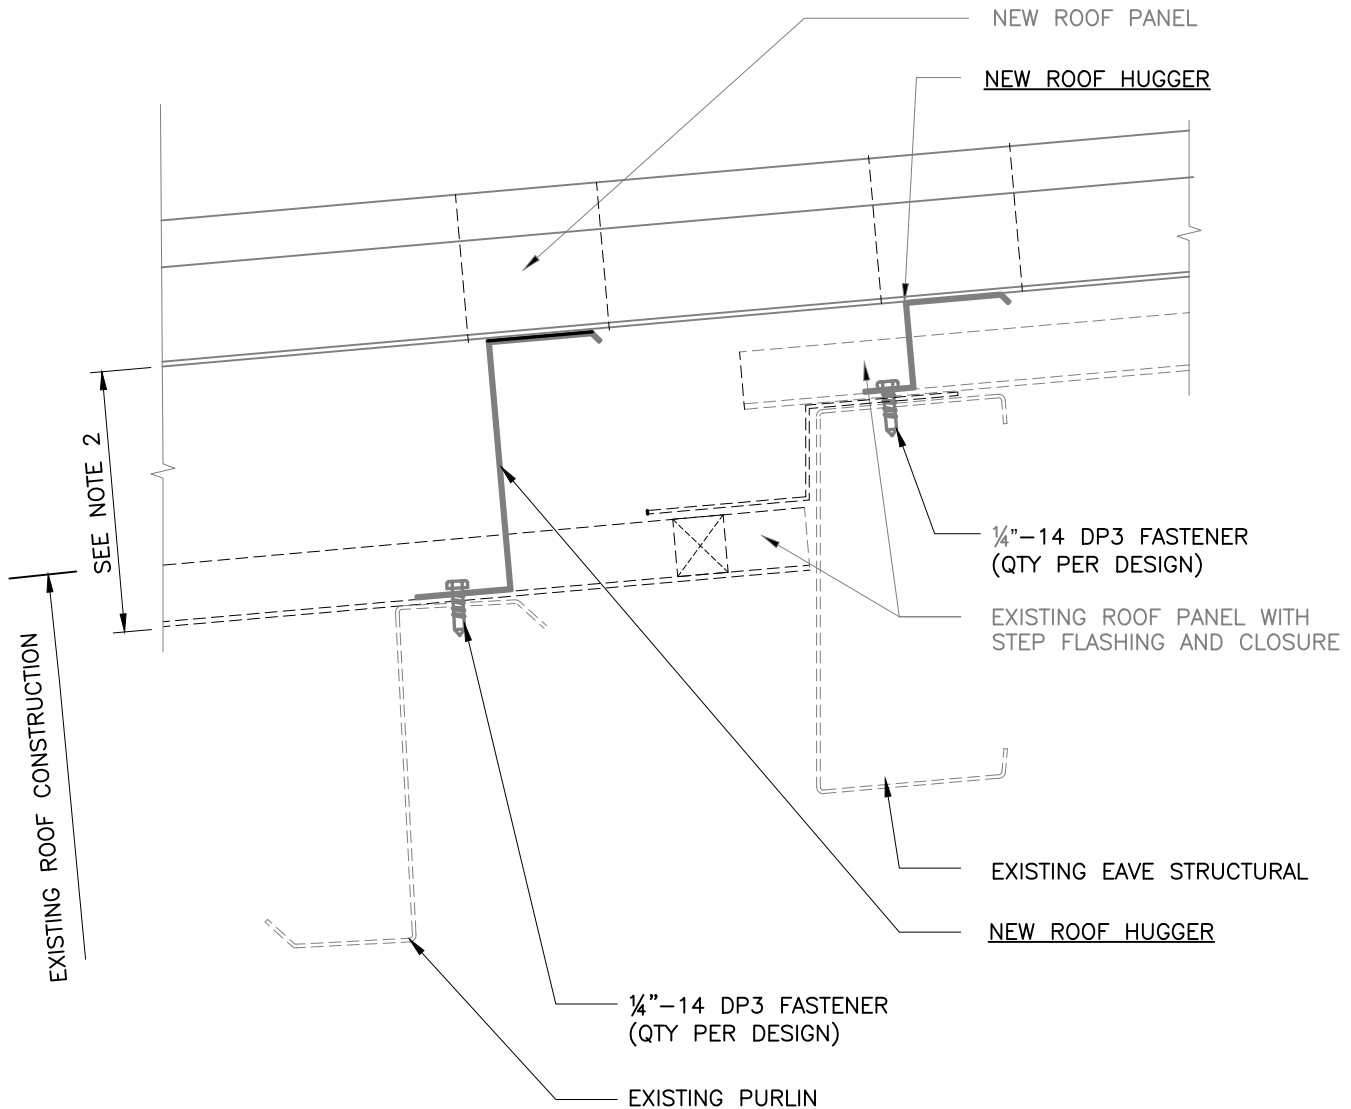 NEW ROOF PANEL
NEW ROOF HUGGER
SEE NOTE 2
¼"-14 DP3 FASTENER
(QTY PER DESIGN)
EXISTING ROOF PANEL WITH
STEP FLASHING AND CLOSURE
EXISTING ROOF CONSTRUCTION
EXISTING EAVE STRUCTURAL
NEW ROOF HUGGER
¼"-14 DP3 FASTENER
(QTY PER DESIGN)
EXISTING PURLIN